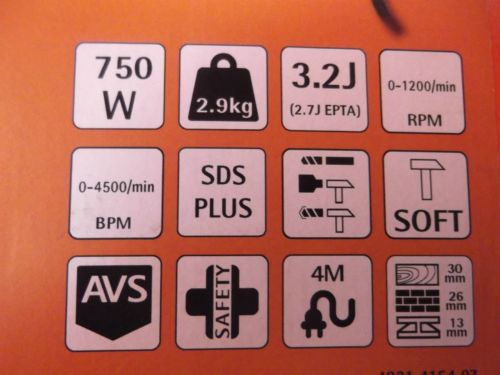 750
W
2.9kg
3.2J
(2.7J EPTA)
0-1200/min
RPM
0-4500/min
BPM
SDS
PLUS
SOFT
AVS
SAFETY
4M
30
mm
26
mm
13
mm